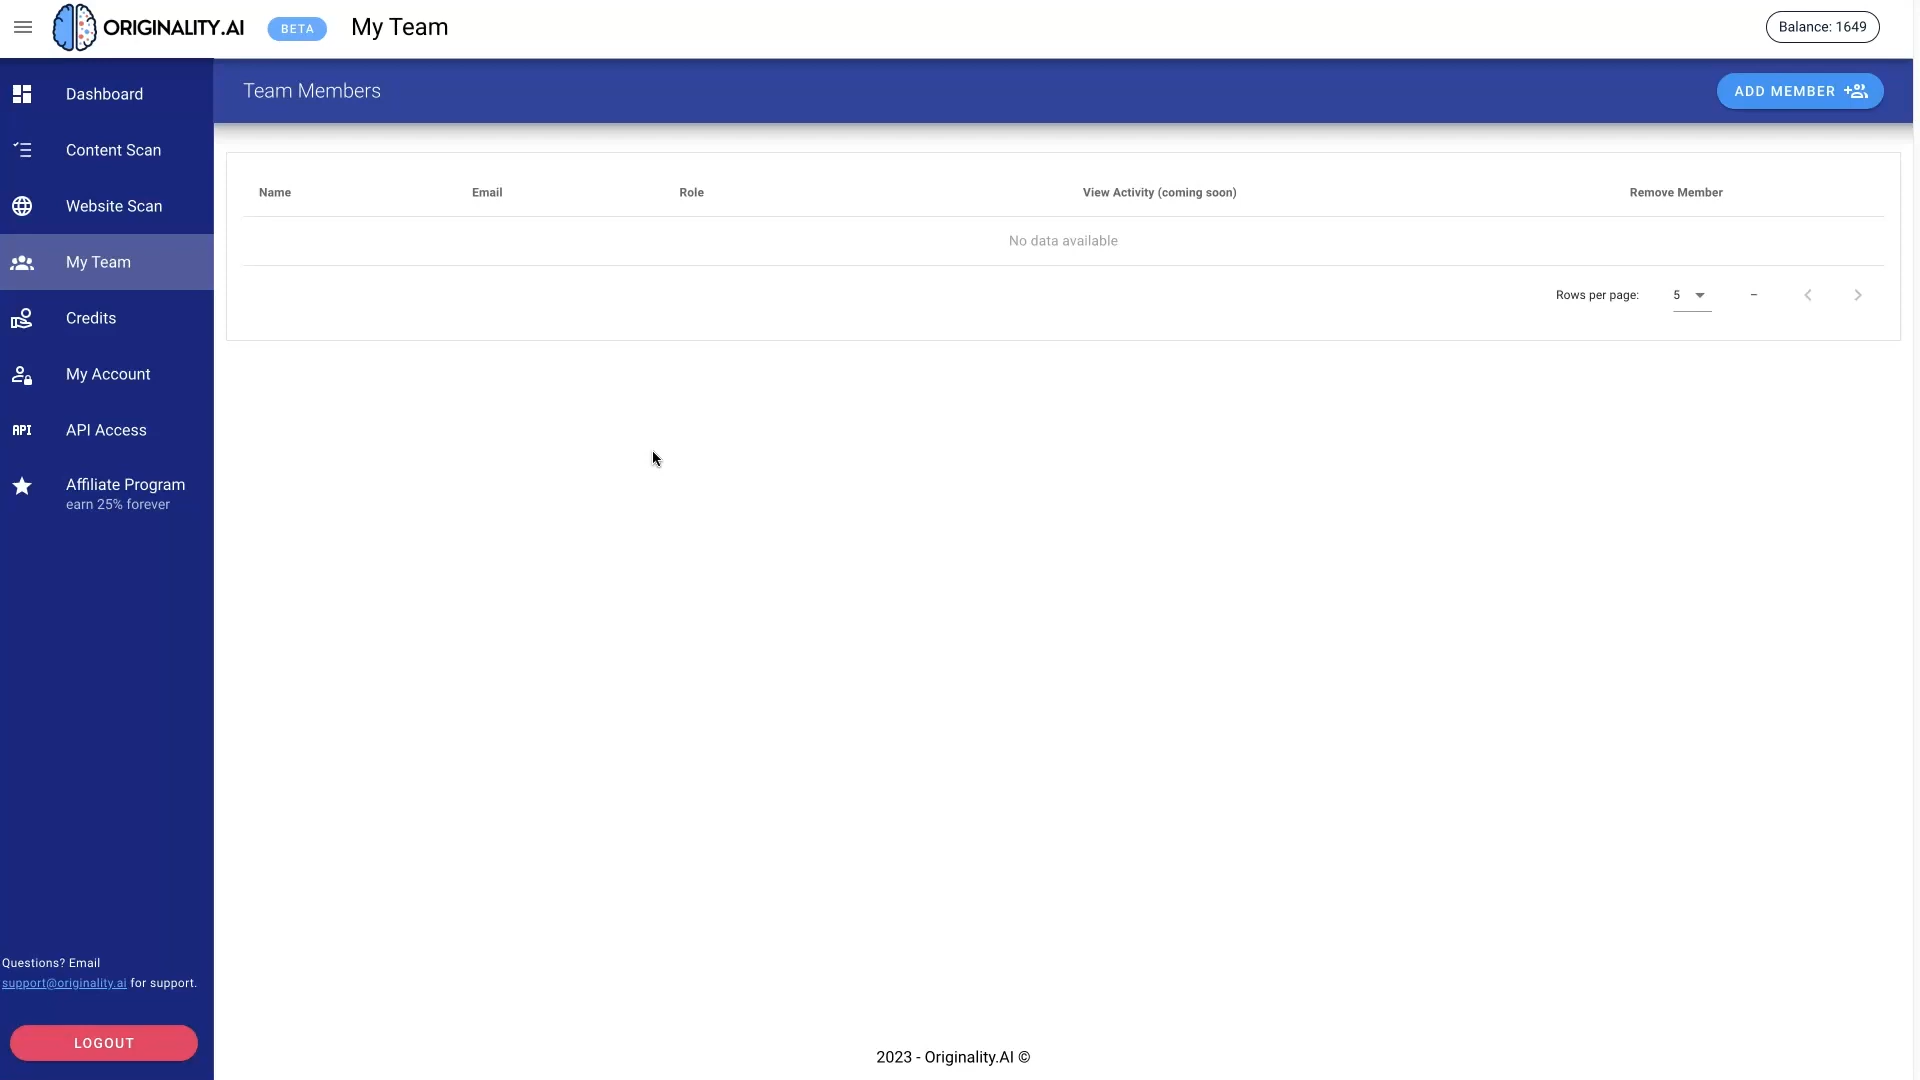 ORIGINALITY.AI
BETA
My Team
Balance: 1649
Dashboard
Content Scan
Website Scan
My Team
Credits
My Account
API
API Access
Affiliate Program
earn 25% forever
Questions? Email
support@originality.ai for support.
LOGOUT
Team Members
ADD MEMBER
Name Email Role View Activity (coming soon) Remove Member
No data available
Rows per page: 5 –
2023 - Originality.AI ©